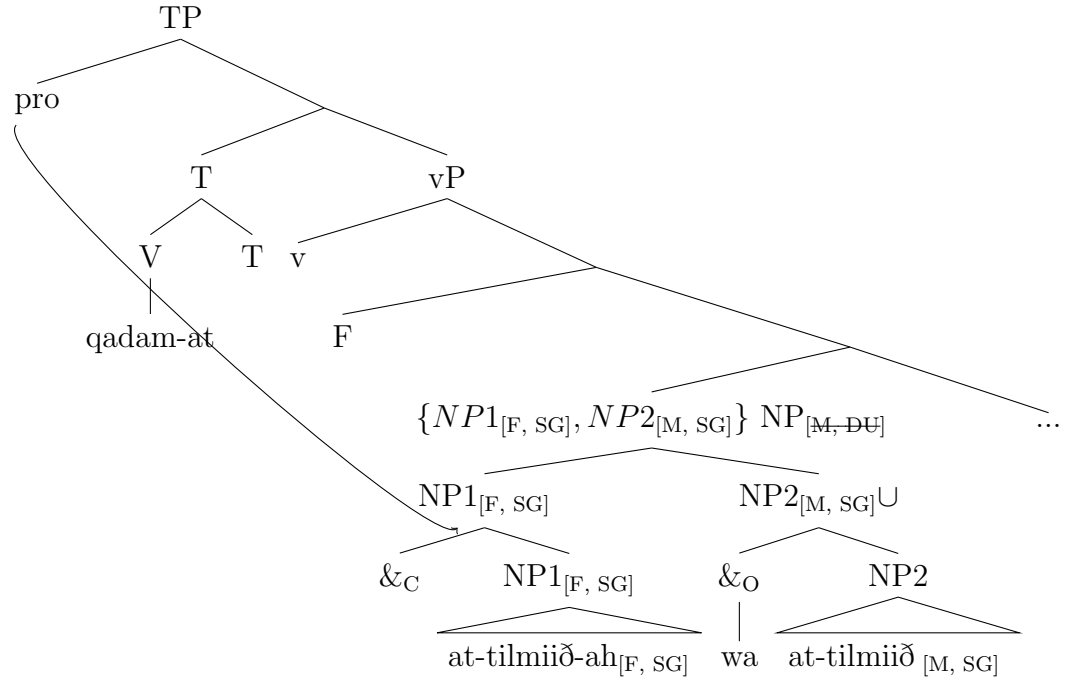 TP
pro
T vP
V T v
qadam-at F
{NP1[F, SG], NP2[M, SG]} NP[M, DU] ...
NP1[F, SG] NP2[M, SG]∪
&C NP1[F, SG] &O NP2
at-tilmiið-ah[F, SG] wa at-tilmiið [M, SG]